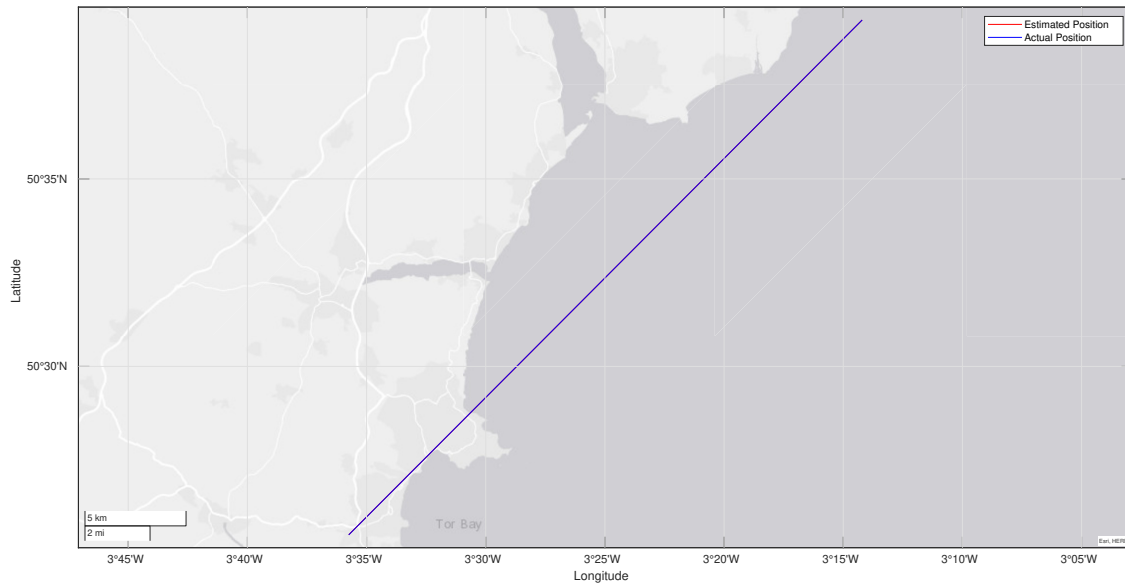 Estimated Position
Actual Position
50°35'N
50°30'N
Latitude
5 km
2 mi
Tor Bay
Esri, HERE
3°45'W
3°40'W
3°35'W
3°30'W
3°25'W
3°20'W
3°15'W
3°10'W
3°05'W
Longitude